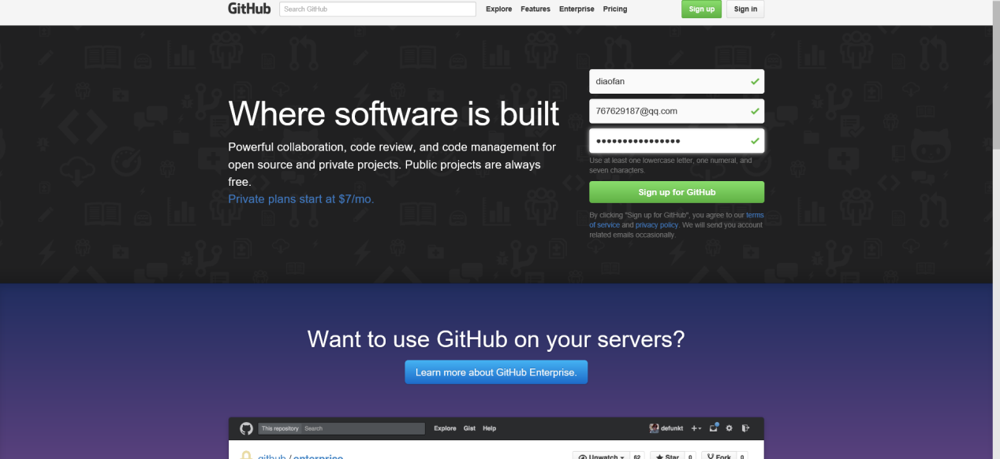 GitHub Search GitHub Explore Features Enterprise Pricing Sign up Sign in
diaofan
Where software is built
767629187@qq.com
••••••••••••••••
Powerful collaboration, code review, and code management for
open source and private projects. Public projects are always
free.
Private plans start at $7/mo.
Use at least one lowercase letter, one numeral, and
seven characters.
Sign up for GitHub
By clicking "Sign up for GitHub", you agree to our terms
of service and privacy policy. We will send you account
related emails occasionally.
Want to use GitHub on your servers?
Learn more about GitHub Enterprise.
This repository Search Explore Gist Help defunkt
github / enterprise Unwatch 62 Star 0 Fork 0